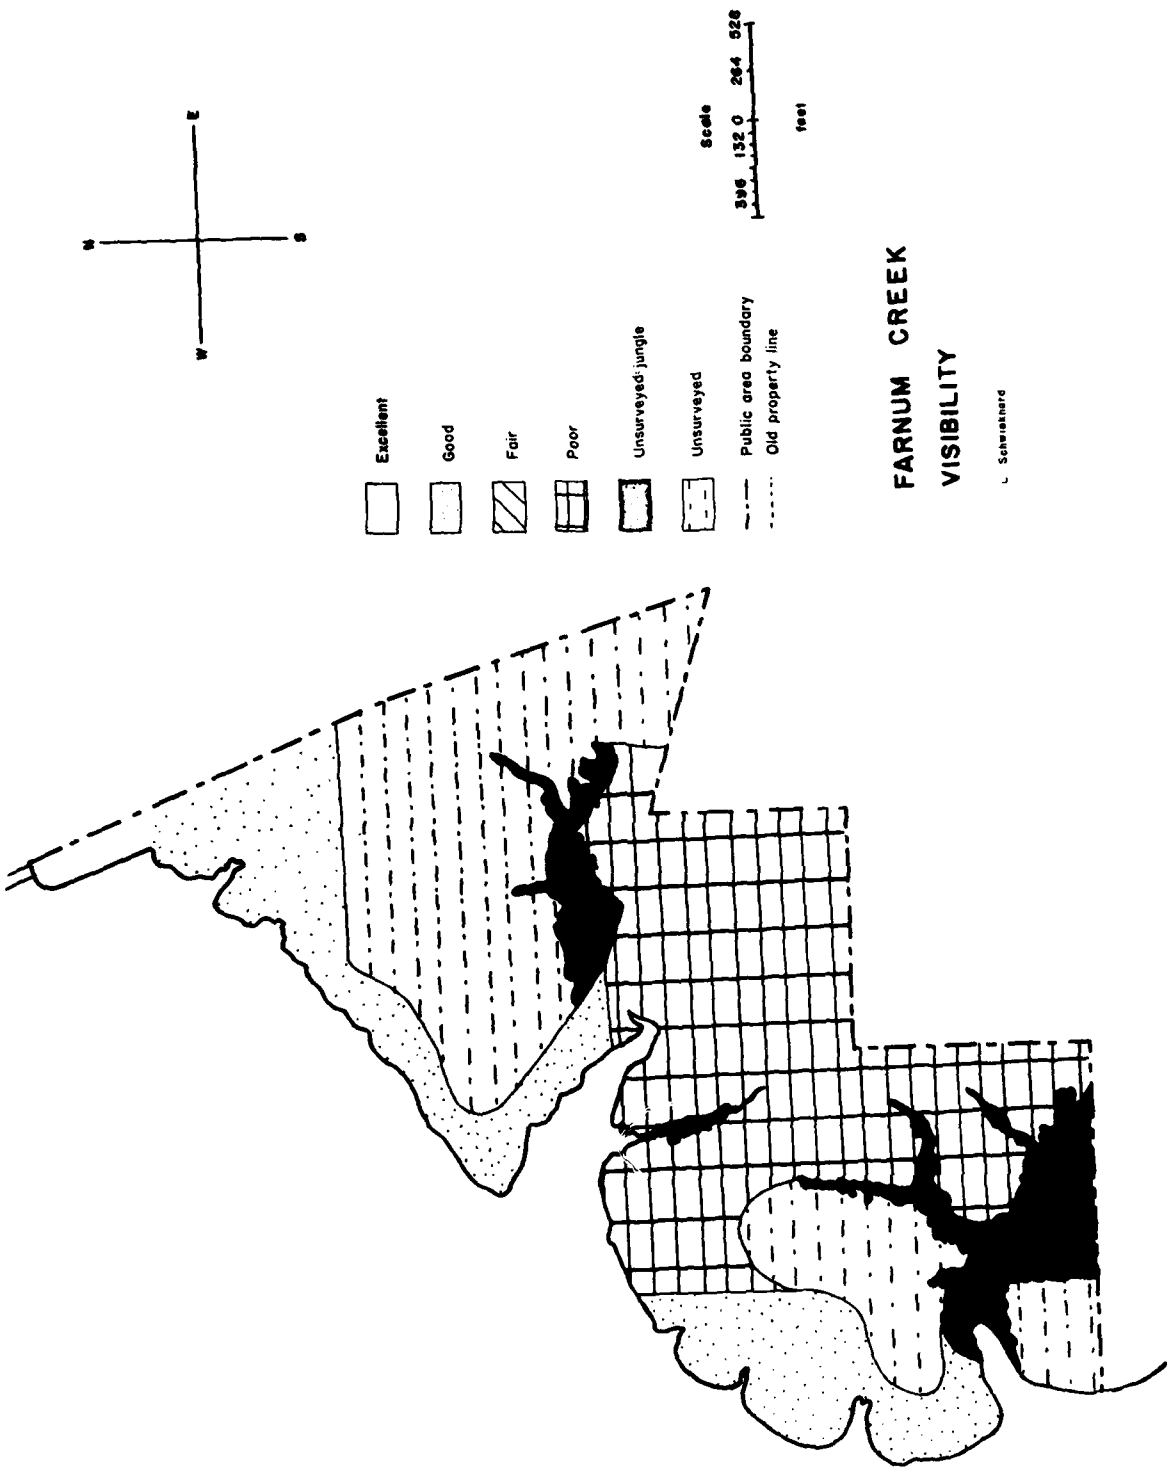 N
W
E
S
Excellent
Good
Fair
Poor
Unsurveyed-jungle
Unsurveyed
Public area boundary
Old property line
Scale
396 132 0 264 528
feet
FARNUM CREEK
VISIBILITY